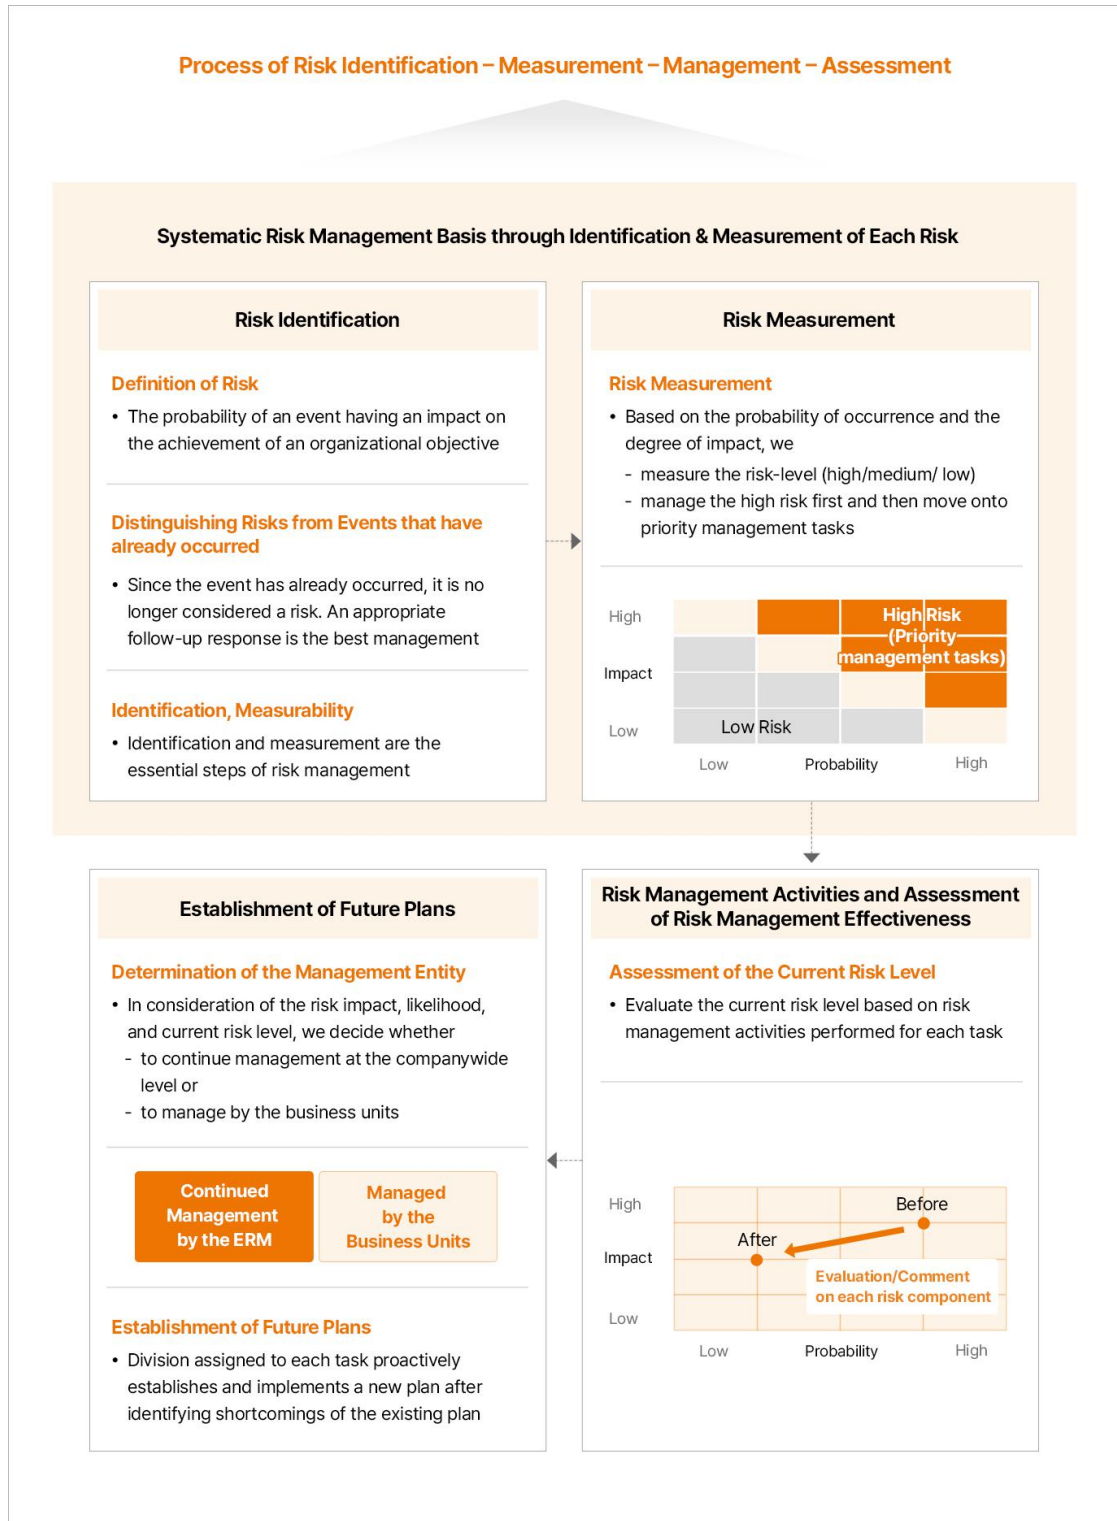 Process of Risk Identification – Measurement – Management – Assessment
Systematic Risk Management Basis through Identification & Measurement of Each Risk
Risk Identification
Definition of Risk
• The probability of an event having an impact on
the achievement of an organizational objective
Distinguishing Risks from Events that have
already occurred
• Since the event has already occurred, it is no
longer considered a risk. An appropriate
follow-up response is the best management
Identification, Measurability
• Identification and measurement are the
essential steps of risk management
Risk Measurement
Risk Measurement
• Based on the probability of occurrence and the
degree of impact, we
- measure the risk-level (high/medium/ low)
- manage the high risk first and then move onto
priority management tasks
High
Impact
Low
High Risk
(Priority
management tasks)
Low Risk
Low
Probability
High
Risk Management Activities and Assessment
of Risk Management Effectiveness
Assessment of the Current Risk Level
• Evaluate the current risk level based on risk
management activities performed for each task
High
Impact
Low
Before
After
Evaluation/Comment
on each risk component
Low
Probability
High
Establishment of Future Plans
Determination of the Management Entity
• In consideration of the risk impact, likelihood,
and current risk level, we decide whether
- to continue management at the companywide
level or
- to manage by the business units
Continued
Management
by the ERM
Managed
by the
Business Units
Establishment of Future Plans
• Division assigned to each task proactively
establishes and implements a new plan after
identifying shortcomings of the existing plan